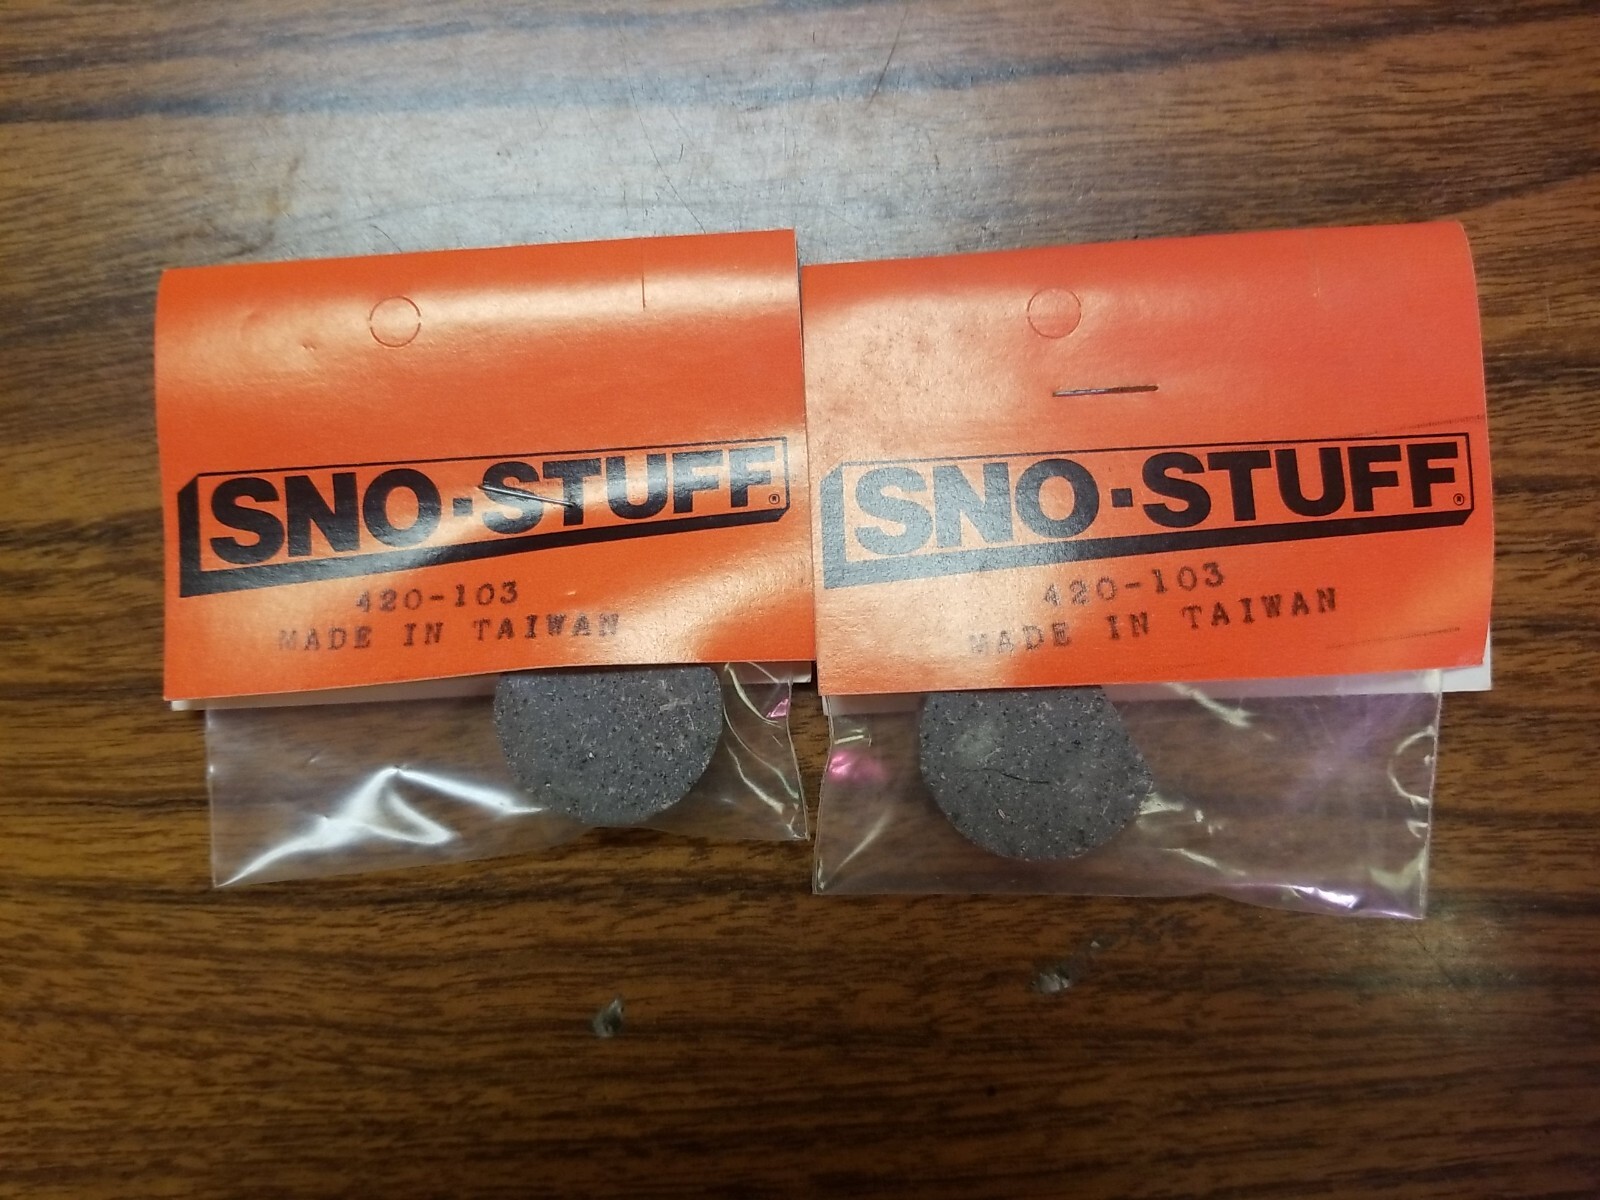 SNO-STUFF®
420-103
MADE IN TAIWAN
SNO-STUFF®
420-103
MADE IN TAIWAN